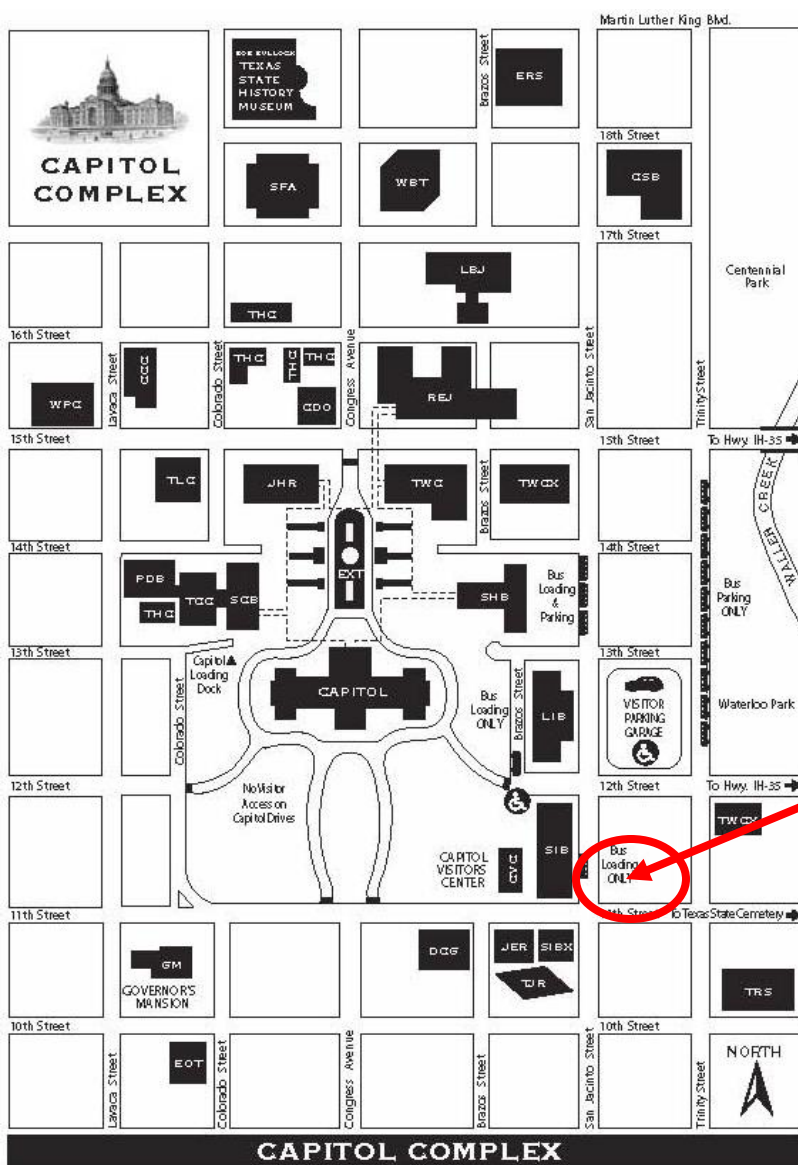 Martin Luther King Blvd.
CAPITOL
COMPLEX
BOB BULLOCK
TEXAS
STATE
HISTORY
MUSEUM
Brazos Street
ERS
18th Street
SFA
WBT
CSB
17th Street
LBJ
Centennial
Park
THC
16th Street
Lavaca Street
Colorado Street
Congress Avenue
San Jacinto Street
Trinity Street
WPC
CCC
THC
THC
THC
CDO
REJ
15th Street
15th Street
To Hwy. IH-35
TLC
JHR
TWC
Brazos Street
TWCX
WALLER CREEK
14th Street
14th Street
EXT
PDB
THC
TCC
SCB
SHB
Bus
Loading
&
Parking
Bus
Parking
ONLY
13th Street
13th Street
Capitol
Loading
Dock
Colorado Street
CAPITOL
Bus
Loading
ONLY
Brazos Street
LIB
VISITOR
PARKING
GARAGE
Waterloo Park
12th Street
12th Street
To Hwy. IH-35
No Visitor
Access on
Capitol Drives
TWCX
CAPITOL
VISITORS
CENTER
CVC
SIB
Bus
Loading
ONLY
11th Street
11th Street
To Texas State Cemetery
GM
GOVERNOR'S
MANSION
DCG
JER
SIBX
TJR
TRS
10th Street
10th Street
Lavaca Street
EOT
Colorado Street
Congress Avenue
Brazos Street
San Jacinto Street
Trinity Street
NORTH
CAPITOL COMPLEX